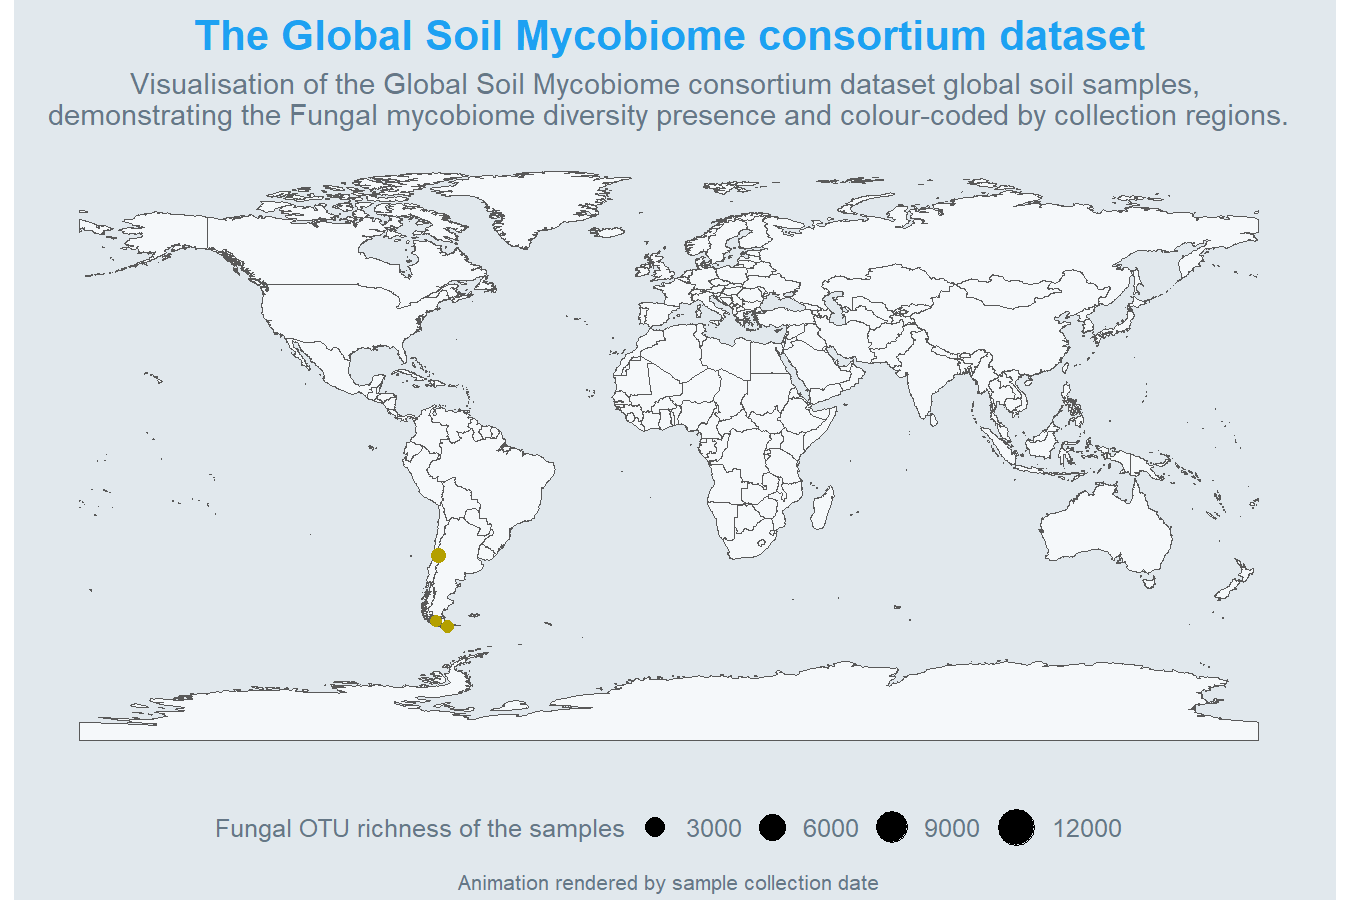 The Global Soil Mycobiome consortium dataset
Visualisation of the Global Soil Mycobiome consortium dataset global soil samples,
demonstrating the Fungal mycobiome diversity presence and colour-coded by collection regions.
Fungal OTU richness of the samples 3000 6000 9000 12000
Animation rendered by sample collection date